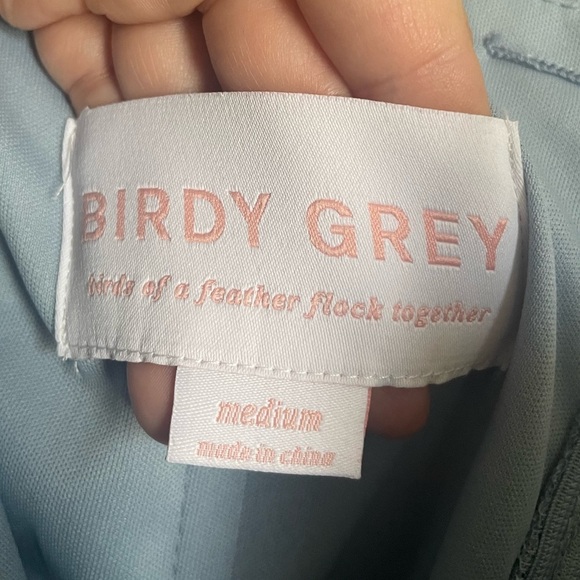 BIRDY GREY
birds of a feather flock together
medium
made in china